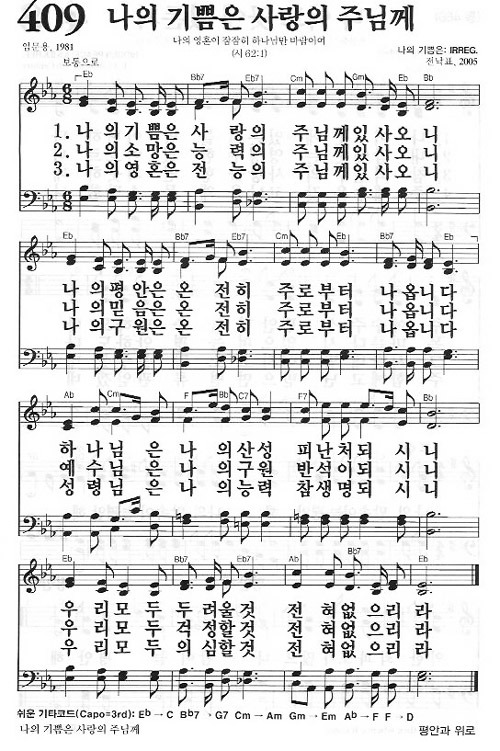 409 나의 기쁨은 사랑의 주님께
나의 영혼이 잠잠히 하나님만 바람이여
임문용, 1981 (시 62:1) 나의 기쁨은: IRREG.
보통으로 전낙표, 2005
Eb Bb7 Eb7 Cm Eb Bb
1. 나 의 기 쁨 은 사 랑 의 주 님 께 있 사 오 니
2. 나 의 소 망 은 능 력 의 주 님 께 있 사 오 니
3. 나 의 영 혼 은 전 능 의 주 님 께 있 사 오 니
Eb Bb7 Eb7 Cm Eb Bb7 Eb
나 의 평 안 은 온 전 히 주 로 부 터 나 옵 니 다
나 의 믿 음 은 온 전 히 주 로 부 터 나 옵 니 다
나 의 구 원 은 온 전 히 주 로 부 터 나 옵 니 다
Ab Cm F Bb7 Cm F7 Eb Bb
하 나 님 은 나 의 산 성 피 난 처 되 시 니
예 수 님 은 나 의 구 원 반 석 이 되 시 니
성 령 님 은 나 의 능 력 참 생 명 되 시 니
Eb Bb7 Eb7 Ab Bb7 Eb
우 리 모 두 두 려 울 것 전 혀 없 으 리 라
우 리 모 두 걱 정 할 것 전 혀 없 으 리 라
우 리 모 두 의 심 할 것 전 혀 없 으 리 라
쉬운 기타코드(Capo=3rd): Eb → C Bb7 → G7 Cm → Am Gm → Em Ab → F F → D
나의 기쁨은 사랑의 주님께 평안과 위로